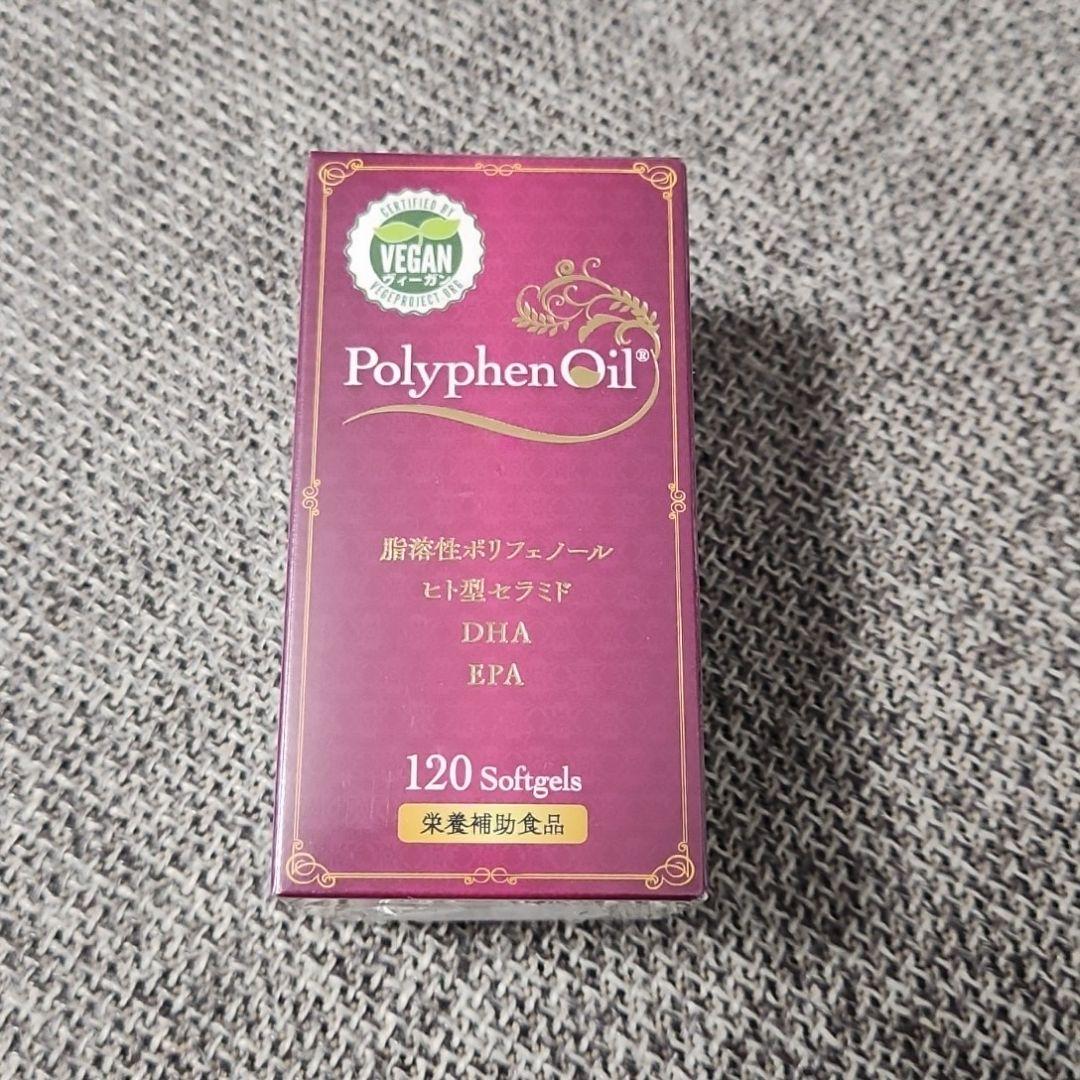 CERTIFIED BY
VEGAN
ヴィーガン
VEGEPROJECT.ORG
PolyphenOil®
脂溶性ポリフェノール
ヒト型セラミド
DHA
EPA
120 Softgels
栄養補助食品